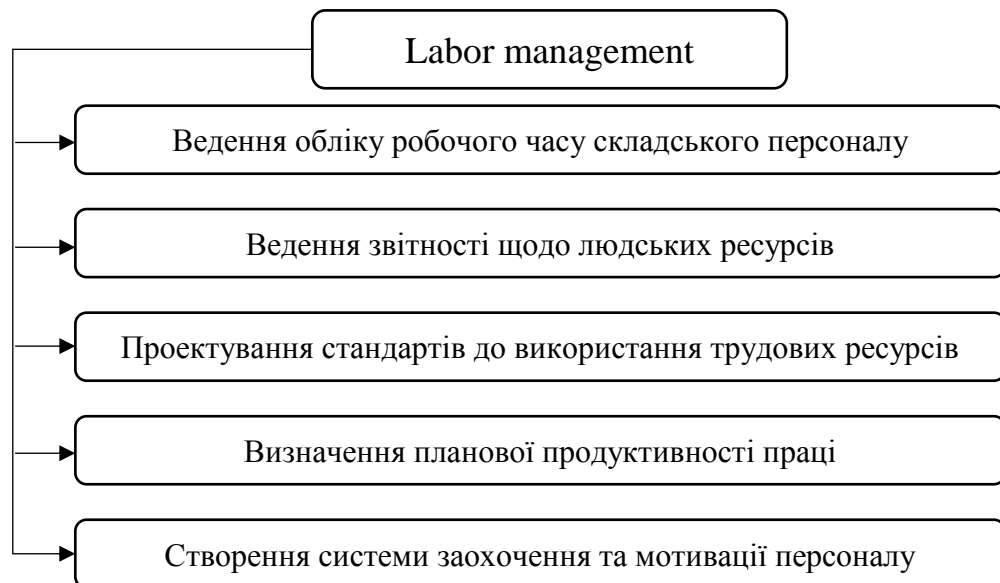 Labor management
Ведення обліку робочого часу складського персоналу
Ведення звітності щодо людських ресурсів
Проектування стандартів до використання трудових ресурсів
Визначення планової продуктивності праці
Створення системи заохочення та мотивації персоналу